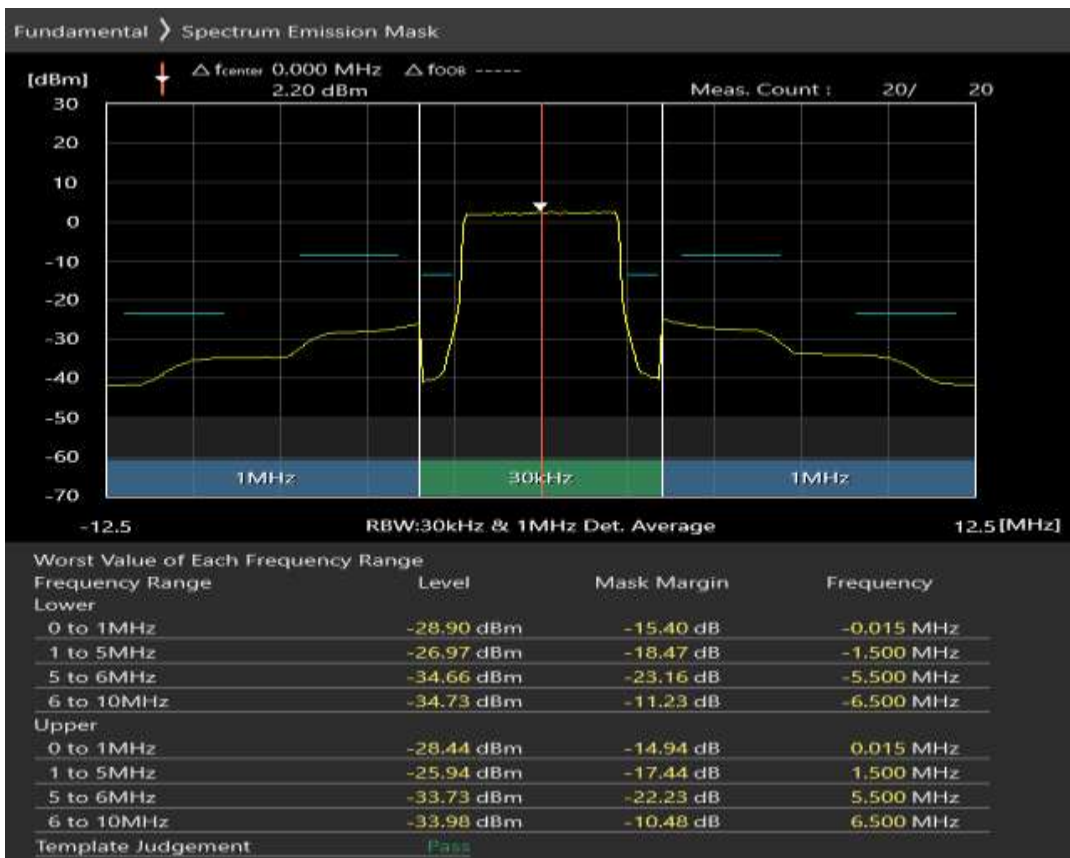 Fundamental ❯ Spectrum Emission Mask
[dBm] △ fcenter 0.000 MHz △ fOOB -----
2.20 dBm Meas. Count : 20/ 20
30
20
10
0
-10
-20
-30
-40
-50
-60
1MHz 30kHz 1MHz
-70
-12.5 RBW:30kHz & 1MHz Det. Average 12.5 [MHz]
Worst Value of Each Frequency Range
Frequency Range Level Mask Margin Frequency
Lower
0 to 1MHz -28.90 dBm -15.40 dB -0.015 MHz
1 to 5MHz -26.97 dBm -18.47 dB -1.500 MHz
5 to 6MHz -34.66 dBm -23.16 dB -5.500 MHz
6 to 10MHz -34.73 dBm -11.23 dB -6.500 MHz
Upper
0 to 1MHz -28.44 dBm -14.94 dB 0.015 MHz
1 to 5MHz -25.94 dBm -17.44 dB 1.500 MHz
5 to 6MHz -33.73 dBm -22.23 dB 5.500 MHz
6 to 10MHz -33.98 dBm -10.48 dB 6.500 MHz
Template Judgement Pass